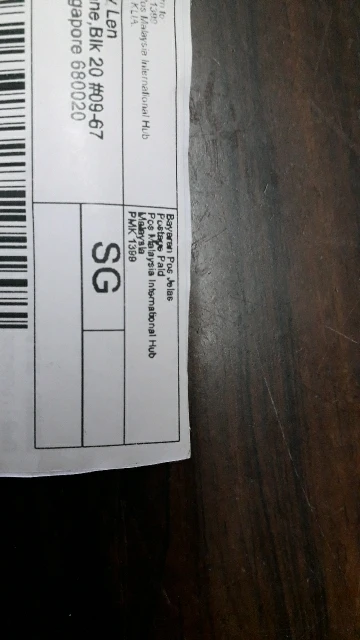 Pos Malaysia International Hub
KLIA
Bayaran Pos Jelas
Postage Paid
Pos Malaysia International Hub
Malaysia
PMK 1399
SG
Len
ne,Blk 20 #09-67
gapore 680020